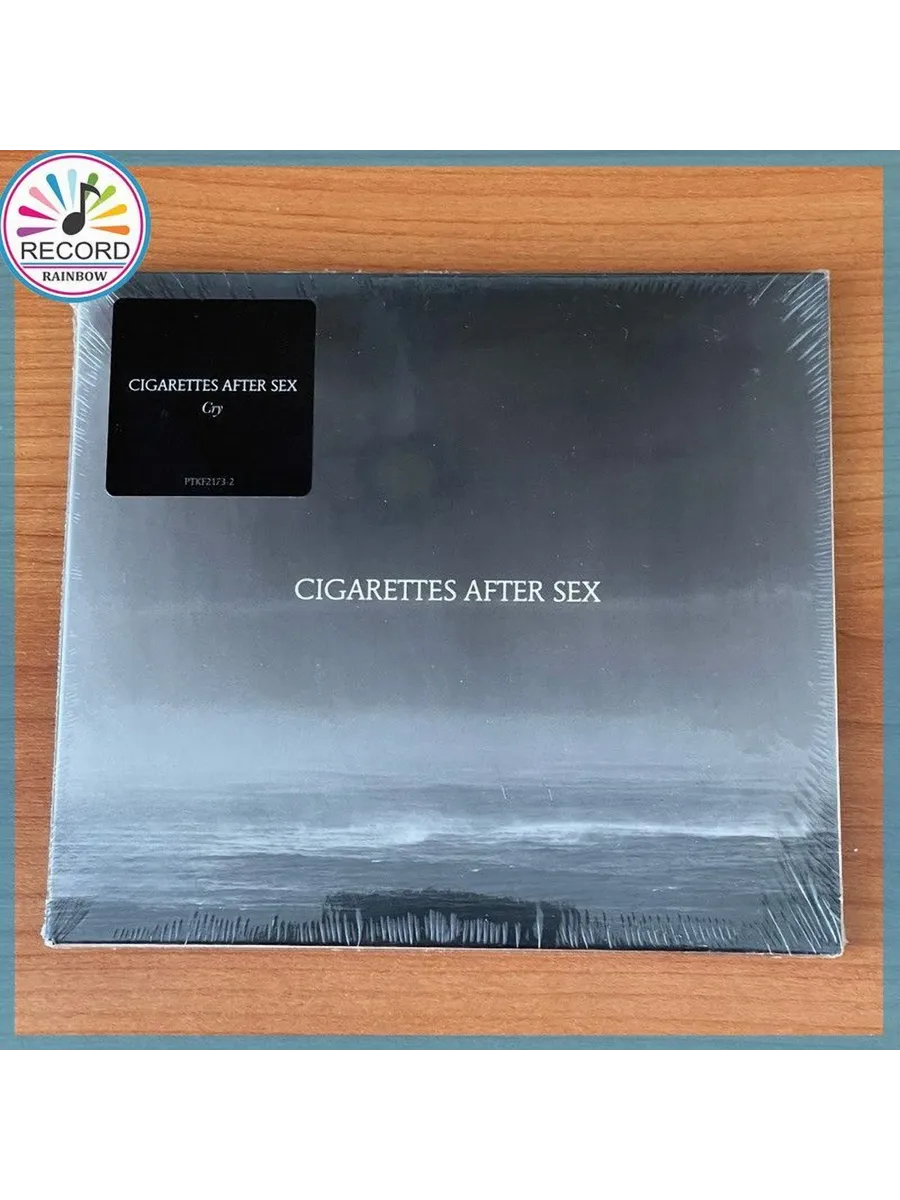 RECORD
RAINBOW
CIGARETTES AFTER SEX
Cry
PTKF2173-2
CIGARETTES AFTER SEX